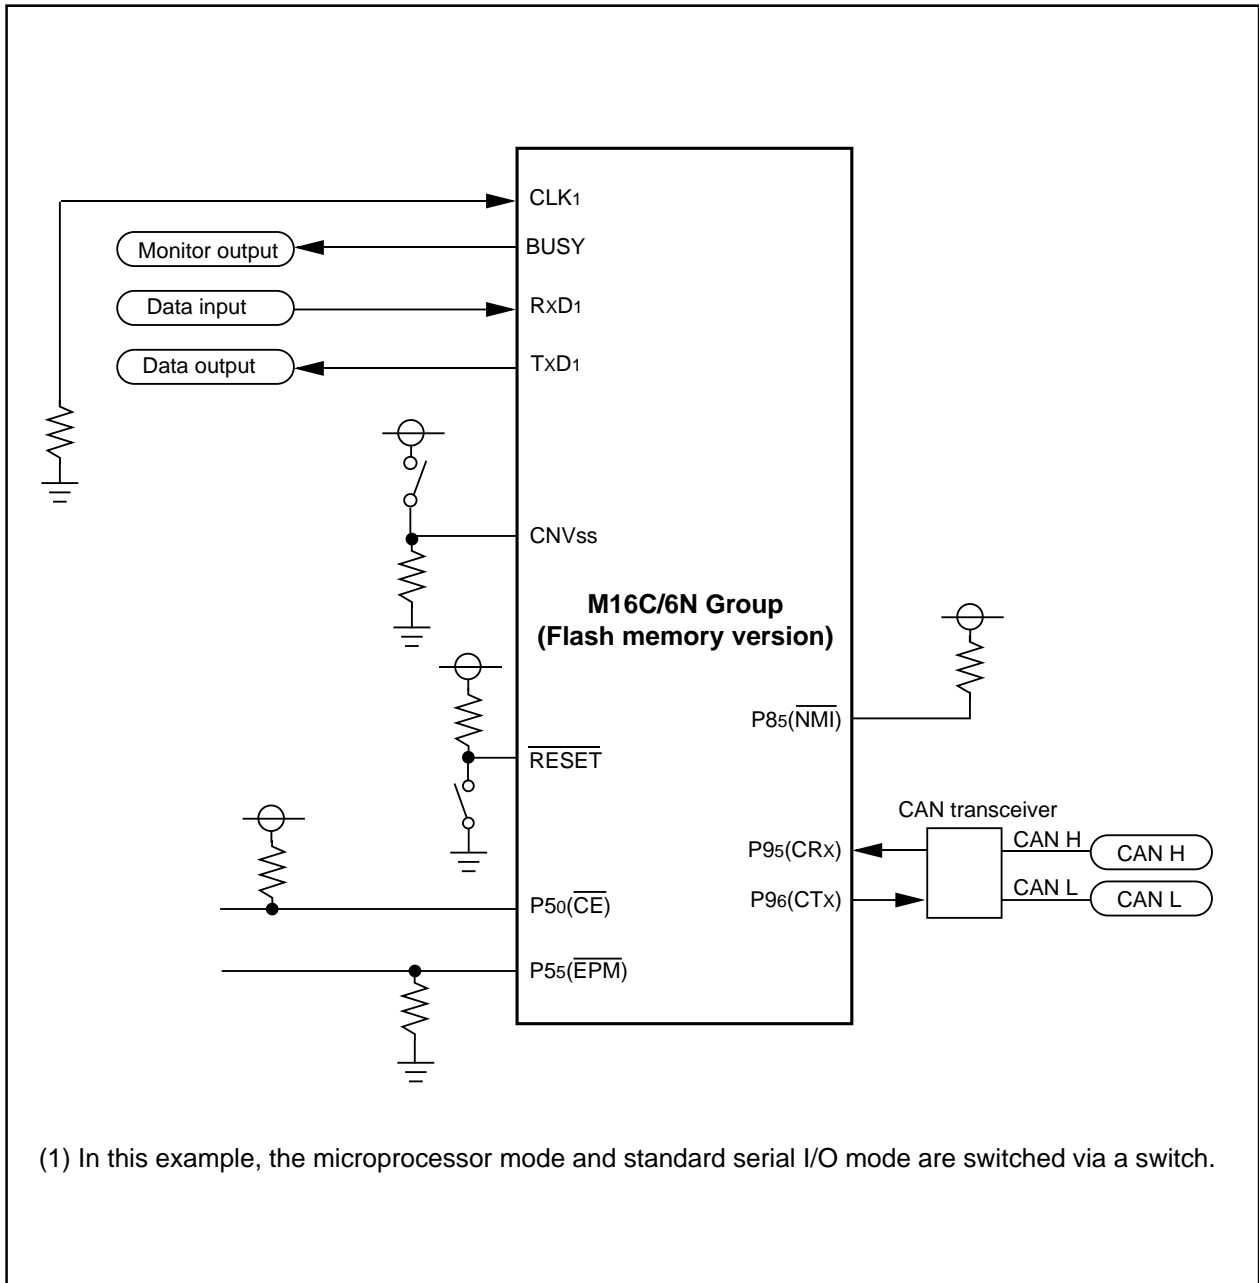 CLK1
BUSY
Monitor output
RXD1
Data input
TXD1
Data output
CNVss
M16C/6N Group
(Flash memory version)
P85(NMI)
RESET
CAN transceiver
P95(CRX)
CAN H
CAN H
P96(CTX)
CAN L
CAN L
P50(CE)
P55(EPM)
(1) In this example, the microprocessor mode and standard serial I/O mode are switched via a switch.